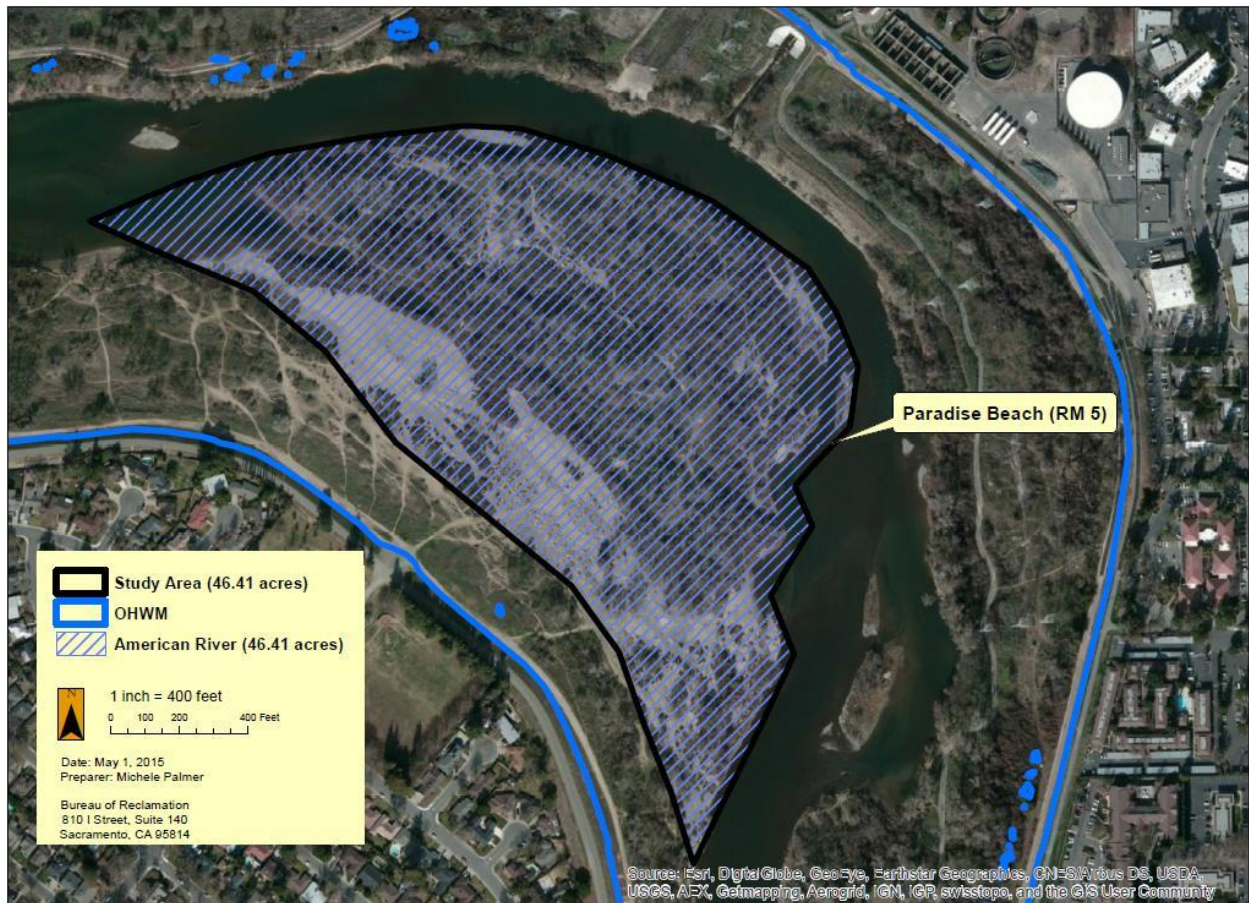 Paradise Beach (RM 5)
Study Area (46.41 acres)
OHWM
American River (46.41 acres)
N
1 inch = 400 feet
0 100 200 400 Feet
Date: May 1, 2015
Preparer: Michele Palmer
Bureau of Reclamation
810 I Street, Suite 140
Sacramento, CA 95814
Source: Esri, DigitalGlobe, GeoEye, Earthstar Geographics, CNES/Airbus DS, USDA,
USGS, AEX, Getmapping, Aerogrid, IGN, IGP, swisstopo, and the GIS User Community